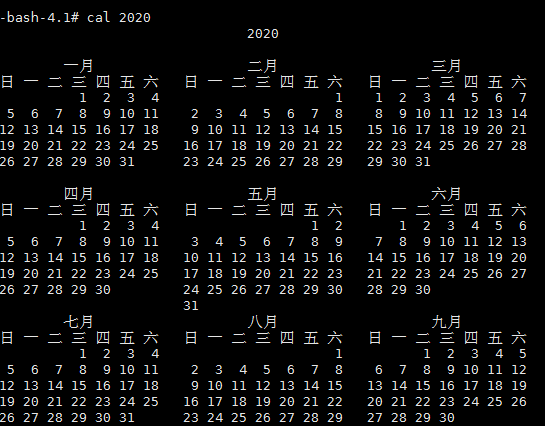 -bash-4.1# cal 2020
2020
一月 二月 三月
日 一 二 三 四 五 六 日 一 二 三 四 五 六 日 一 二 三 四 五 六
1 2 3 4 1 1 2 3 4 5 6 7
5 6 7 8 9 10 11 2 3 4 5 6 7 8 8 9 10 11 12 13 14
12 13 14 15 16 17 18 9 10 11 12 13 14 15 15 16 17 18 19 20 21
19 20 21 22 23 24 25 16 17 18 19 20 21 22 22 23 24 25 26 27 28
26 27 28 29 30 31 23 24 25 26 27 28 29 29 30 31
四月 五月 六月
日 一 二 三 四 五 六 日 一 二 三 四 五 六 日 一 二 三 四 五 六
1 2 3 4 1 2 1 2 3 4 5 6
5 6 7 8 9 10 11 3 4 5 6 7 8 9 7 8 9 10 11 12 13
12 13 14 15 16 17 18 10 11 12 13 14 15 16 14 15 16 17 18 19 20
19 20 21 22 23 24 25 17 18 19 20 21 22 23 21 22 23 24 25 26 27
26 27 28 29 30 24 25 26 27 28 29 30 28 29 30
31
七月 八月 九月
日 一 二 三 四 五 六 日 一 二 三 四 五 六 日 一 二 三 四 五 六
1 2 3 4 1 1 2 3 4 5
5 6 7 8 9 10 11 2 3 4 5 6 7 8 6 7 8 9 10 11 12
12 13 14 15 16 17 18 9 10 11 12 13 14 15 13 14 15 16 17 18 19
19 20 21 22 23 24 25 16 17 18 19 20 21 22 20 21 22 23 24 25 26
26 27 28 29 30 31 23 24 25 26 27 28 29 27 28 29 30